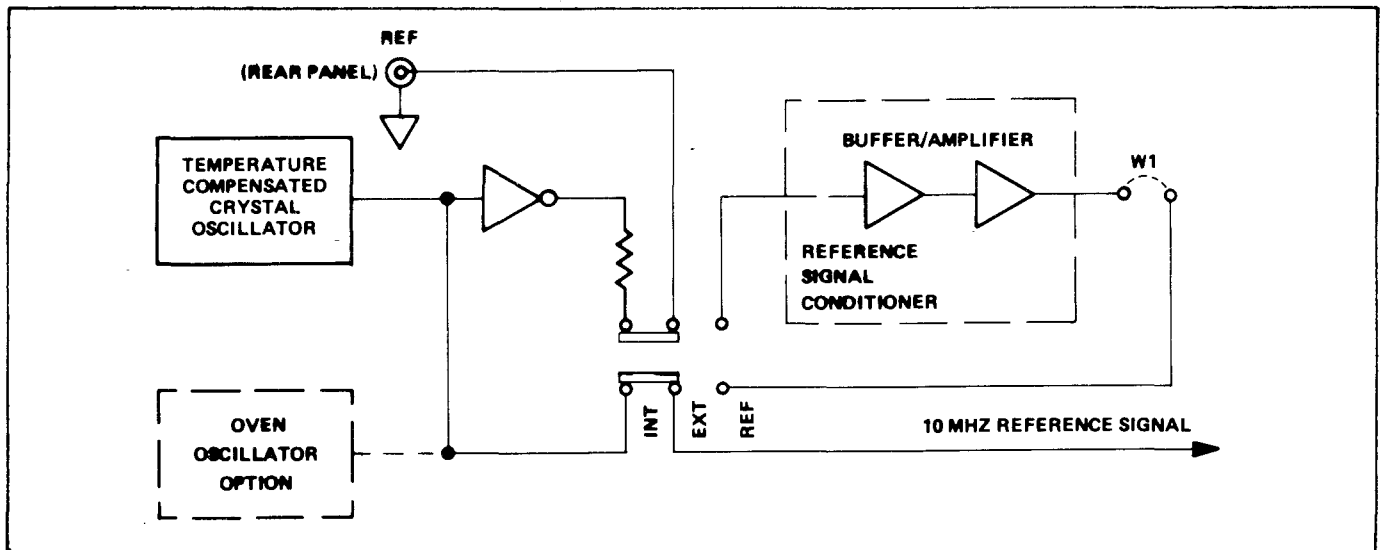 REF
(REAR PANEL)
TEMPERATURE
COMPENSATED
CRYSTAL
OSCILLATOR
BUFFER/AMPLIFIER
W1
REFERENCE
SIGNAL
CONDITIONER
OVEN
OSCILLATOR
OPTION
INT
EXT
REF
10 MHZ REFERENCE SIGNAL